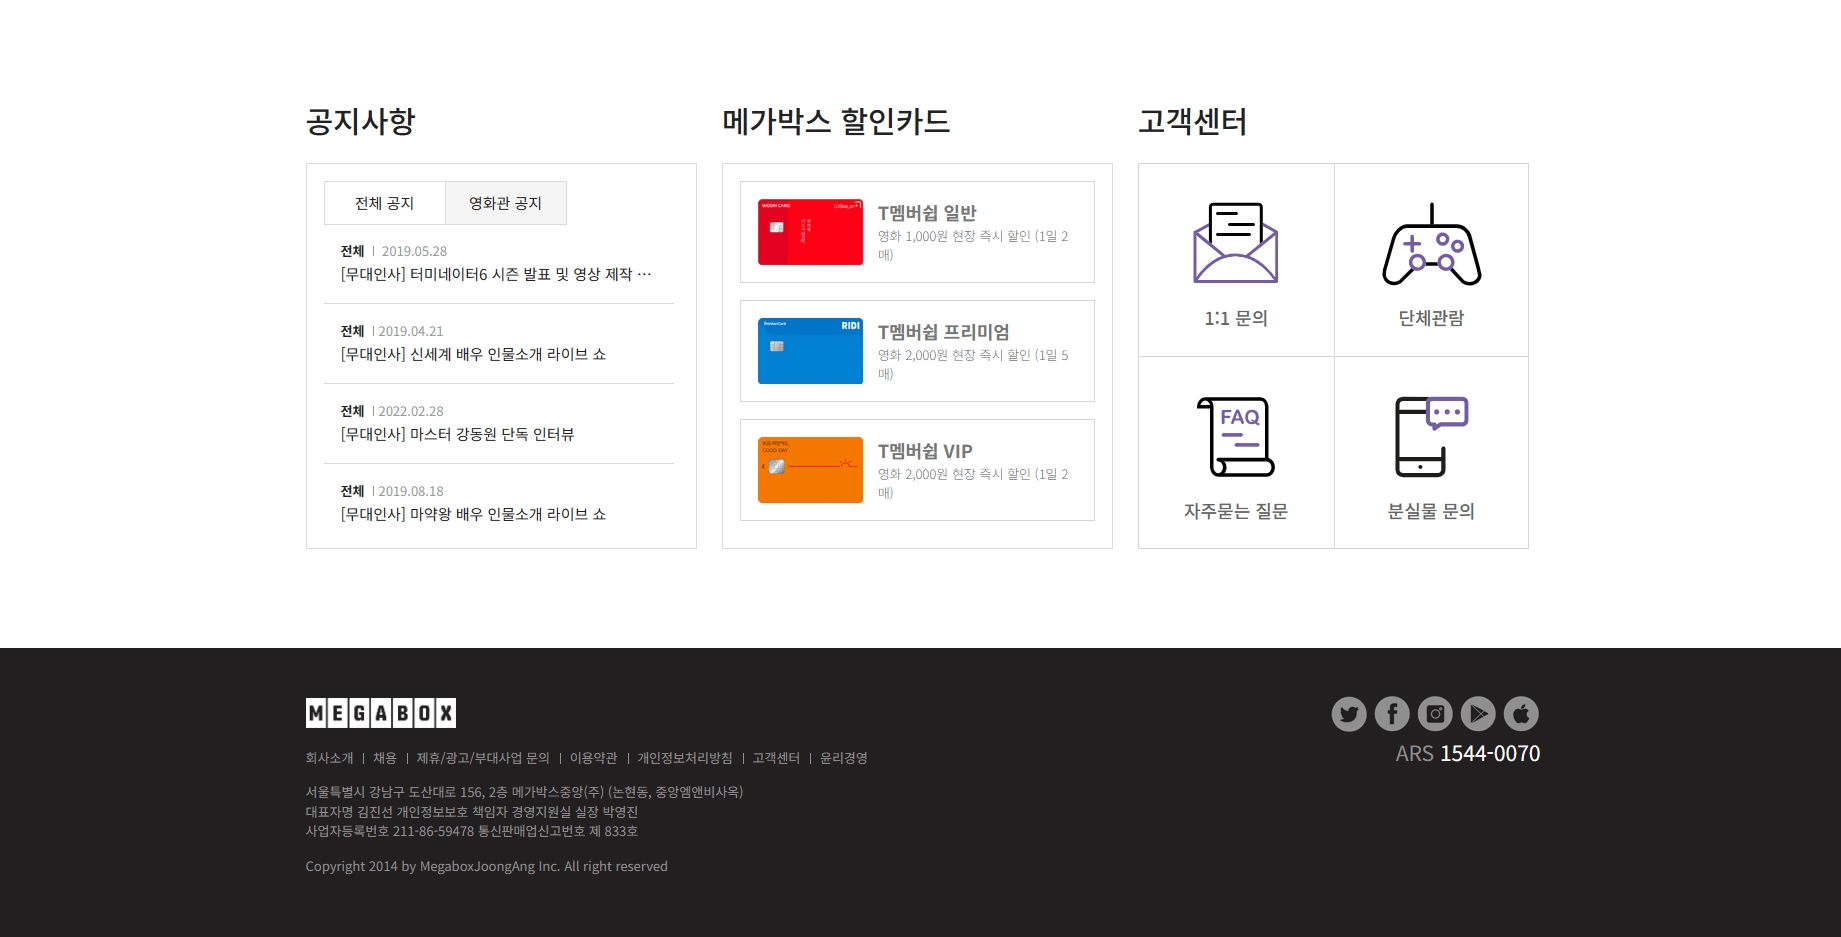 공지사항
전체 공지
영화관 공지
전체 | 2019.05.28
[무대인사] 터미네이터6 시즌 발표 및 영상 제작 …
전체 | 2019.04.21
[무대인사] 신세계 배우 인물소개 라이브 쇼
전체 | 2022.02.28
[무대인사] 마스터 강동원 단독 인터뷰
전체 | 2019.08.18
[무대인사] 마약왕 배우 인물소개 라이브 쇼
메가박스 할인카드
WOORI CARD
T멤버쉽 일반
영화 1,000원 현장 즉시 할인 (1일 2
매)
ShinhanCard
RIDI
T멤버쉽 프리미엄
영화 2,000원 현장 즉시 할인 (1일 5
매)
KB국민카드
GOOD DAY
T멤버쉽 VIP
영화 2,000원 현장 즉시 할인 (1일 2
매)
고객센터
1:1 문의
단체관람
FAQ
자주묻는 질문
분실물 문의
MEGABOX
회사소개 | 채용 | 제휴/광고/부대사업 문의 | 이용약관 | 개인정보처리방침 | 고객센터 | 윤리경영
서울특별시 강남구 도산대로 156, 2층 메가박스중앙(주) (논현동, 중앙엠앤비사옥)
대표자명 김진선 개인정보보호 책임자 경영지원실 실장 박영진
사업자등록번호 211-86-59478 통신판매업신고번호 제 833호
Copyright 2014 by MegaboxJoongAng Inc. All right reserved
ARS 1544-0070